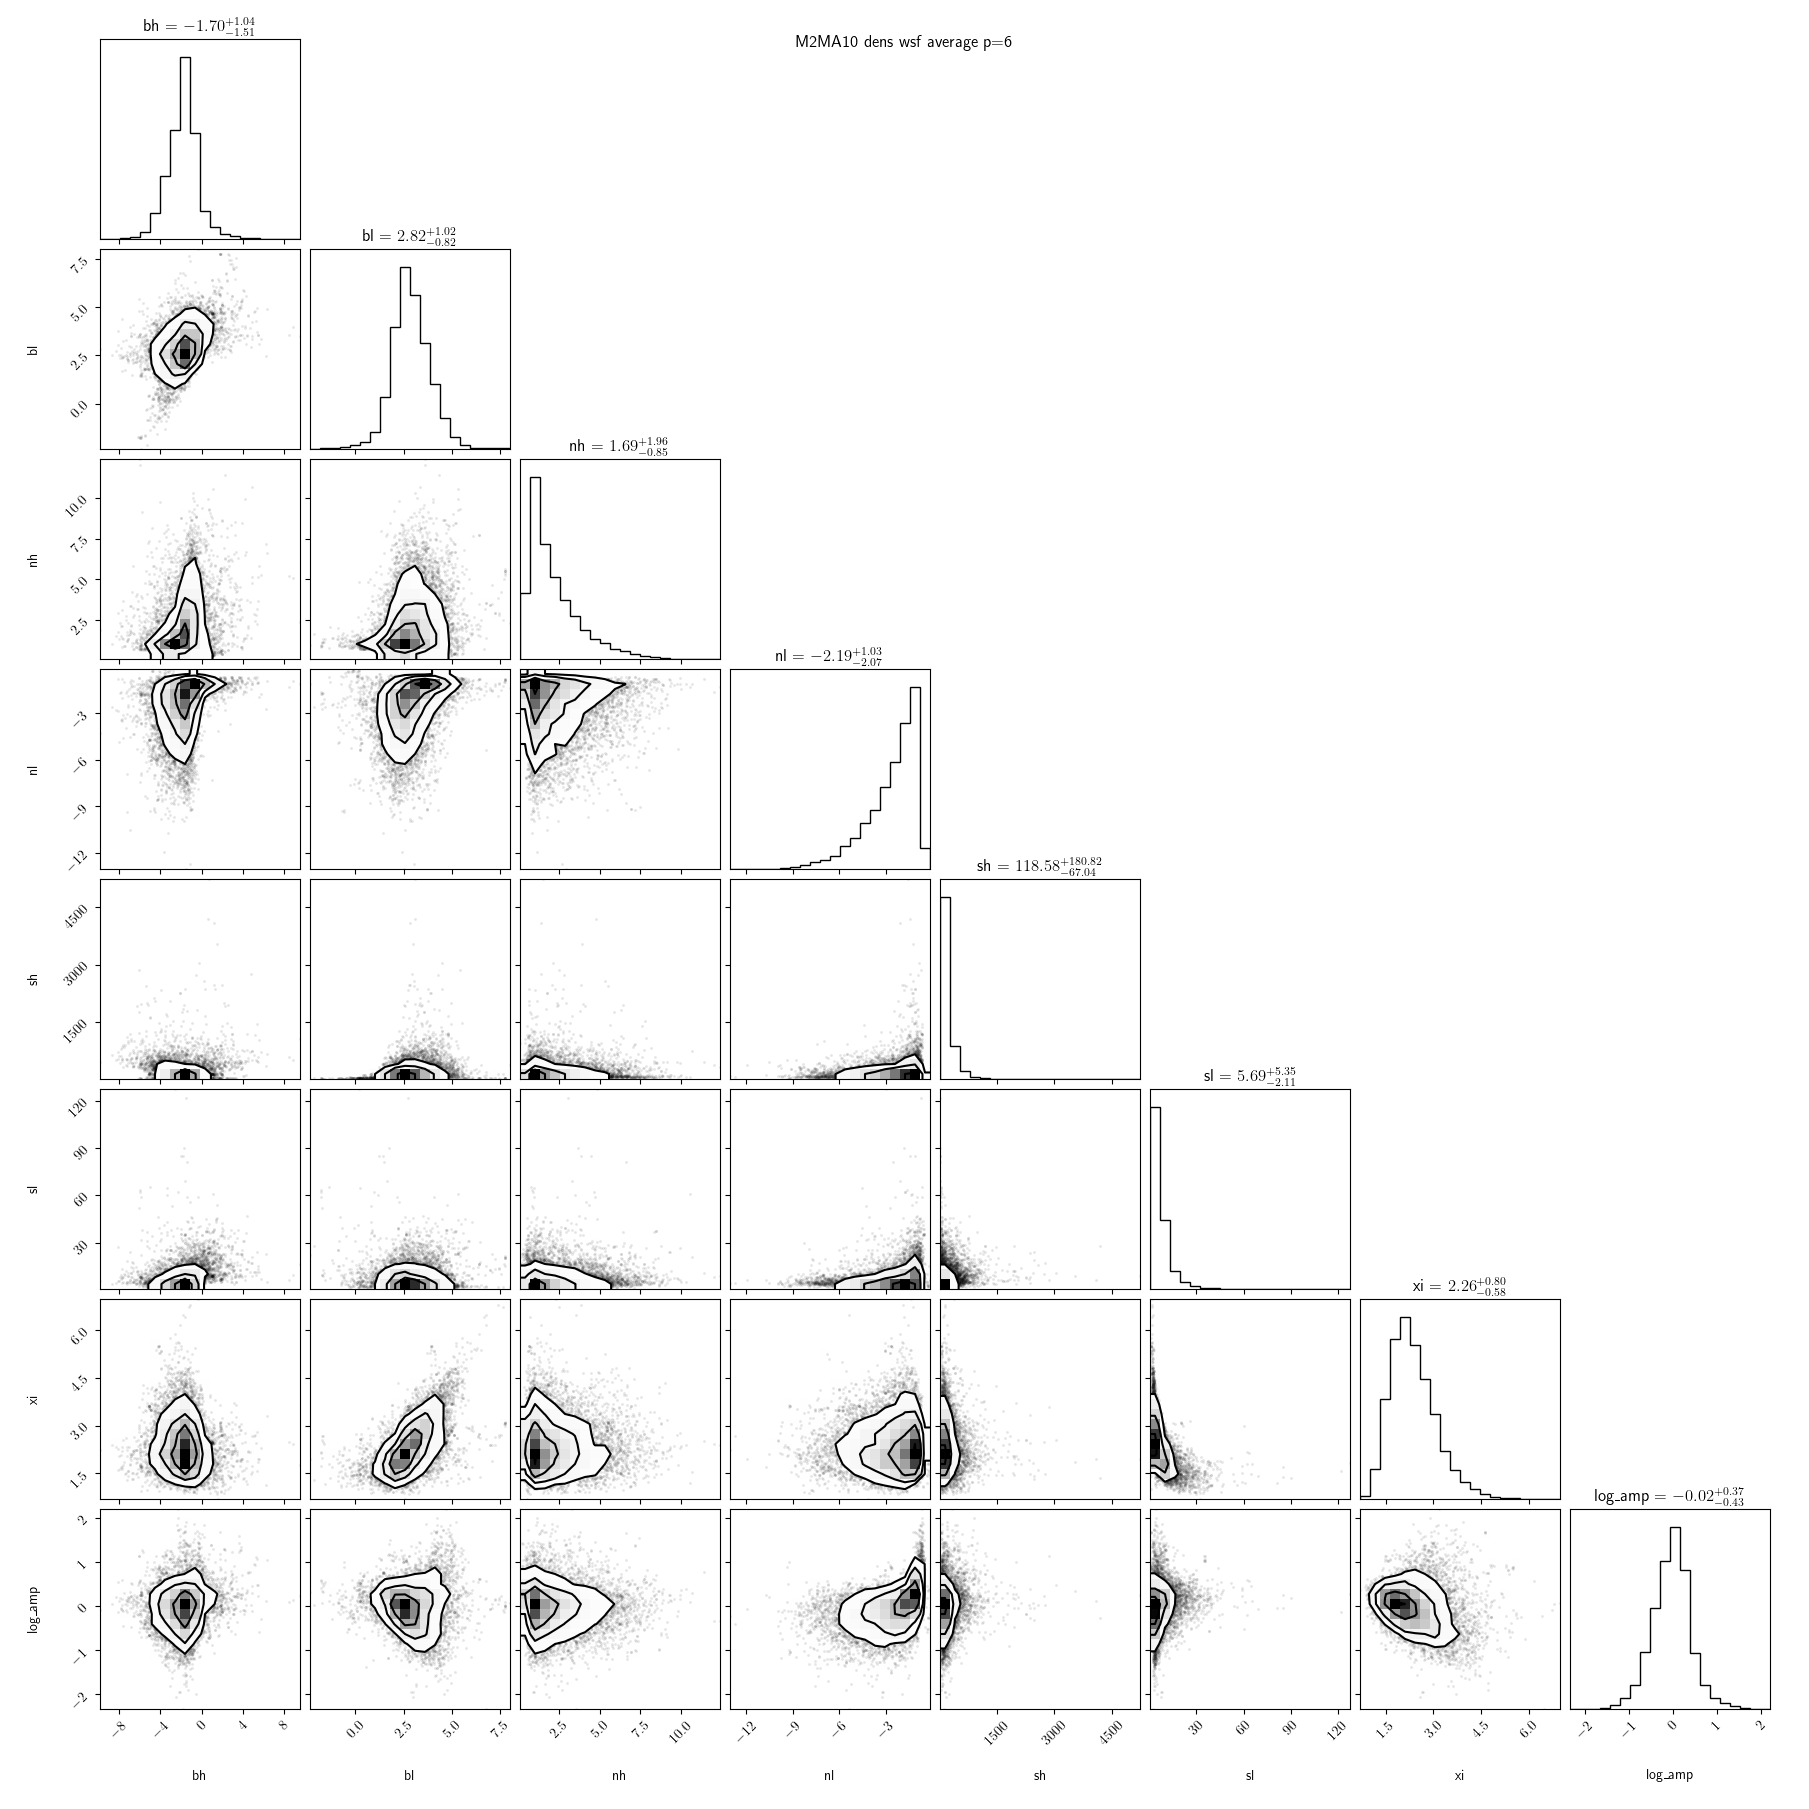 bh = −1.70 +1.04 −1.51
M2MA10 dens wsf average p=6
bl = 2.82 +1.02 −0.82
7.5
5.0
2.5
0.0
bl
nh = 1.69 +1.96 −0.85
10.0
7.5
5.0
2.5
nh
nl = −2.19 +1.03 −2.07
−3
−6
−9
−12
nl
sh = 118.58 +180.82 −67.04
4500
3000
1500
sh
sl = 5.69 +5.35 −2.11
120
90
60
30
sl
xi = 2.26 +0.80 −0.58
6.0
4.5
3.0
1.5
xi
log_amp = −0.02 +0.37 −0.43
2
1
0
−1
−2
log_amp
−8 −4 0 4 8 0.0 2.5 5.0 7.5 2.5 5.0 7.5 10.0 −12 −9 −6 −3 1500 3000 4500 30 60 90 120 1.5 3.0 4.5 6.0 −2 −1 0 1 2
bh bl nh nl sh sl xi log_amp